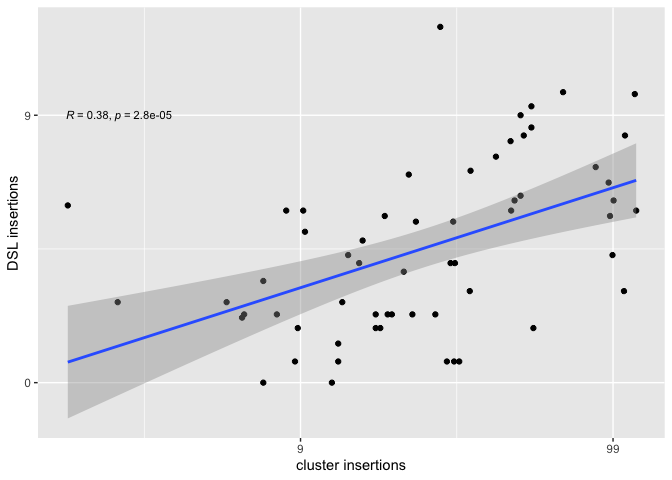 9
R = 0.38, p = 2.8e-05
DSL insertions
0
9
99
cluster insertions